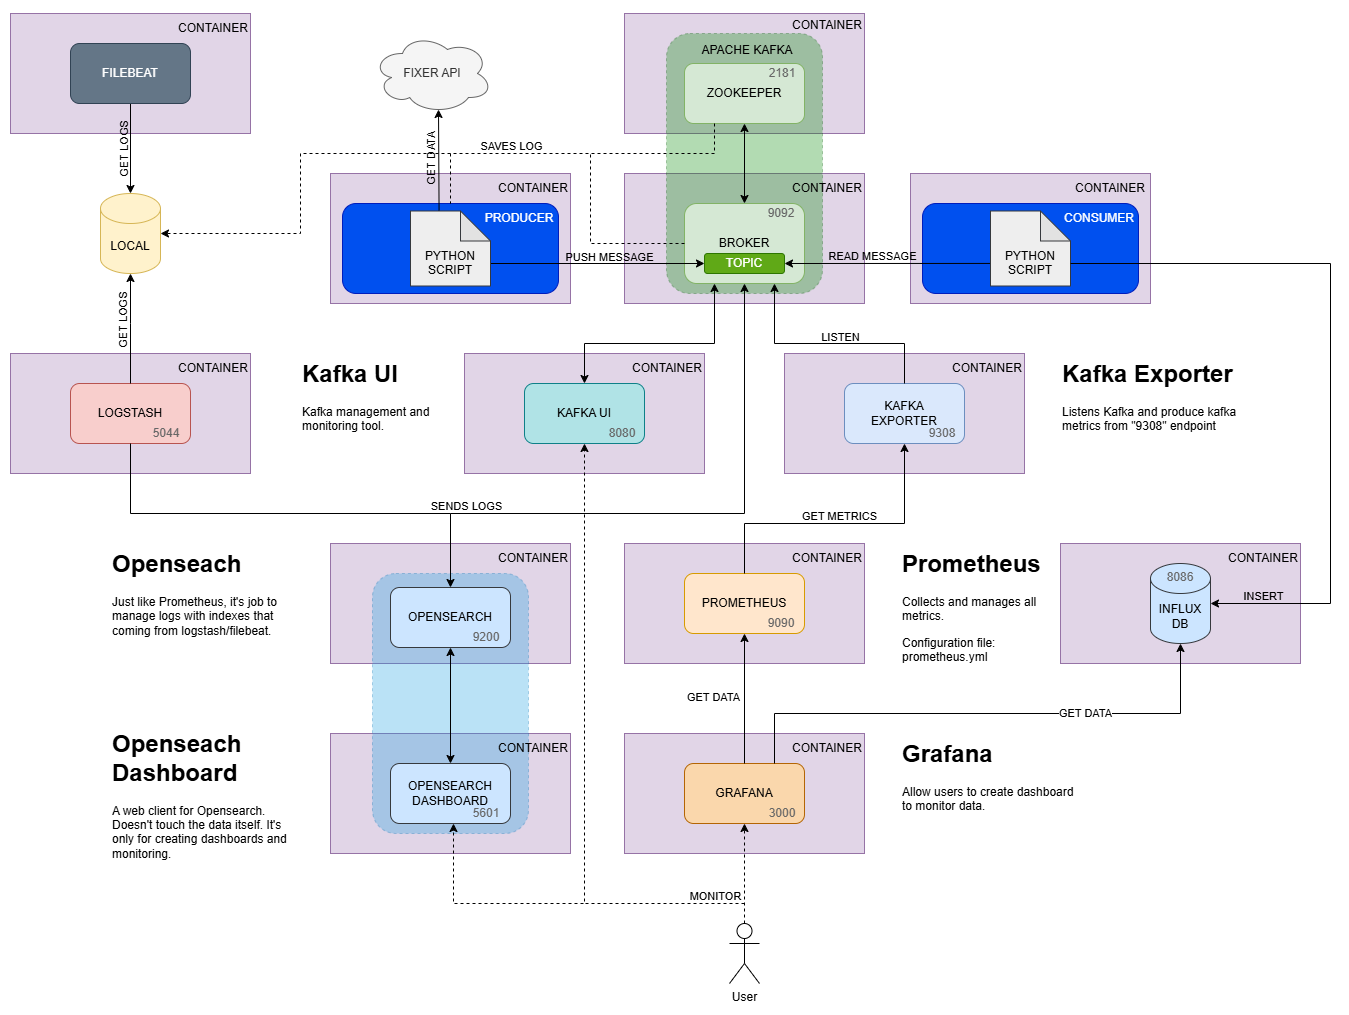 CONTAINER
FILEBEAT
GET LOGS
LOCAL
GET LOGS
CONTAINER
LOGSTASH
5044
FIXER API
GET DATA
SAVES LOG
CONTAINER
APACHE KAFKA
2181
ZOOKEEPER
CONTAINER
PRODUCER
PYTHON
SCRIPT
PUSH MESSAGE
CONTAINER
9092
BROKER
TOPIC
READ MESSAGE
CONTAINER
CONSUMER
PYTHON
SCRIPT
Kafka UI
Kafka management and
monitoring tool.
CONTAINER
KAFKA UI
8080
LISTEN
CONTAINER
KAFKA
EXPORTER
9308
Kafka Exporter
Listens Kafka and produce kafka
metrics from "9308" endpoint
SENDS LOGS
GET METRICS
Openseach
Just like Prometheus, it's job to
manage logs with indexes that
coming from logstash/filebeat.
CONTAINER
OPENSEARCH
9200
CONTAINER
PROMETHEUS
9090
Prometheus
Collects and manages all
metrics.
Configuration file:
prometheus.yml
CONTAINER
8086
INFLUX
DB
INSERT
GET DATA
GET DATA
Openseach
Dashboard
A web client for Opensearch.
Doesn't touch the data itself. It's
only for creating dashboards and
monitoring.
CONTAINER
OPENSEARCH
DASHBOARD
5601
CONTAINER
GRAFANA
3000
Grafana
Allow users to create dashboard
to monitor data.
MONITOR
User